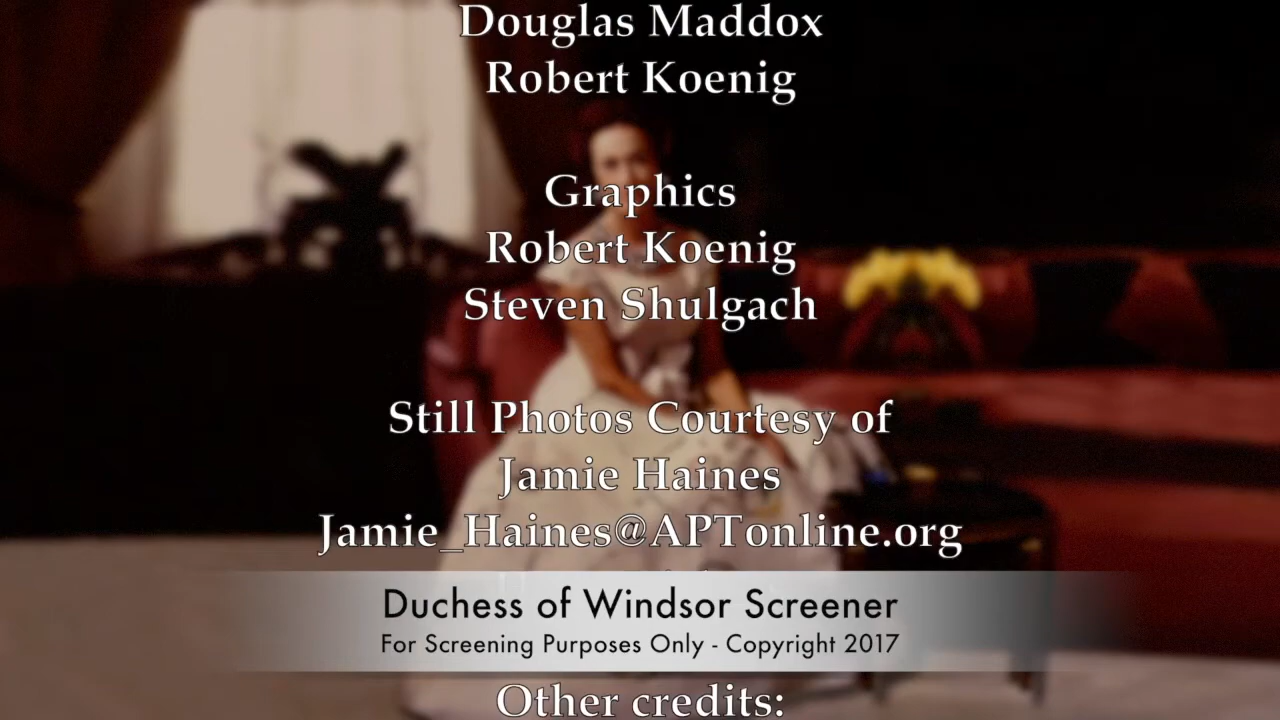 Douglas Maddox
Robert Koenig
Graphics
Robert Koenig
Steven Shulgach
Still Photos Courtesy of
Jamie Haines
Jamie_Haines@APTonline.org
Duchess of Windsor Screener
For Screening Purposes Only - Copyright 2017
Other credits: